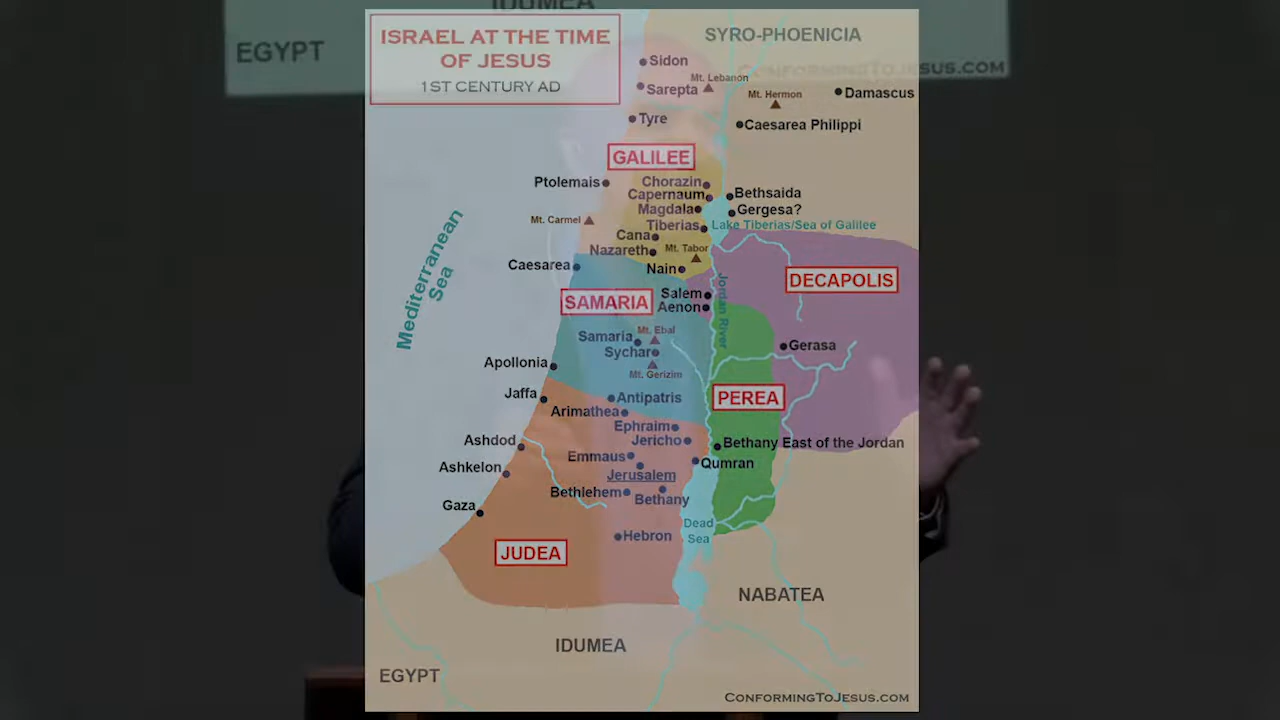 IDUMEA
EGYPT
CONFORMINGTOJESUS.COM
ISRAEL AT THE TIME
OF JESUS
1ST CENTURY AD
SYRO-PHOENICIA
Sidon
Mt. Lebanon
Sarepta
Mt. Hermon
Damascus
Tyre
Caesarea Philippi
GALILEE
Ptolemais
Chorazin
Capernaum
Bethsaida
Magdala
Gergesa?
Mt. Carmel
Tiberias
Lake Tiberias/Sea of Galilee
Cana
Nazareth
Mt. Tabor
Caesarea
Nain
Mediterranean
Sea
DECAPOLIS
SAMARIA
Salem
Aenon
Jordan River
Samaria
Mt. Ebal
Sychar
Gerasa
Mt. Gerizim
Apollonia
Jaffa
Antipatris
PEREA
Arimathea
Ephraim
Ashdod
Jericho
Bethany East of the Jordan
Emmaus
Qumran
Ashkelon
Jerusalem
Bethlehem
Bethany
Gaza
Dead
Sea
Hebron
JUDEA
NABATEA
IDUMEA
EGYPT
CONFORMINGTOJESUS.COM